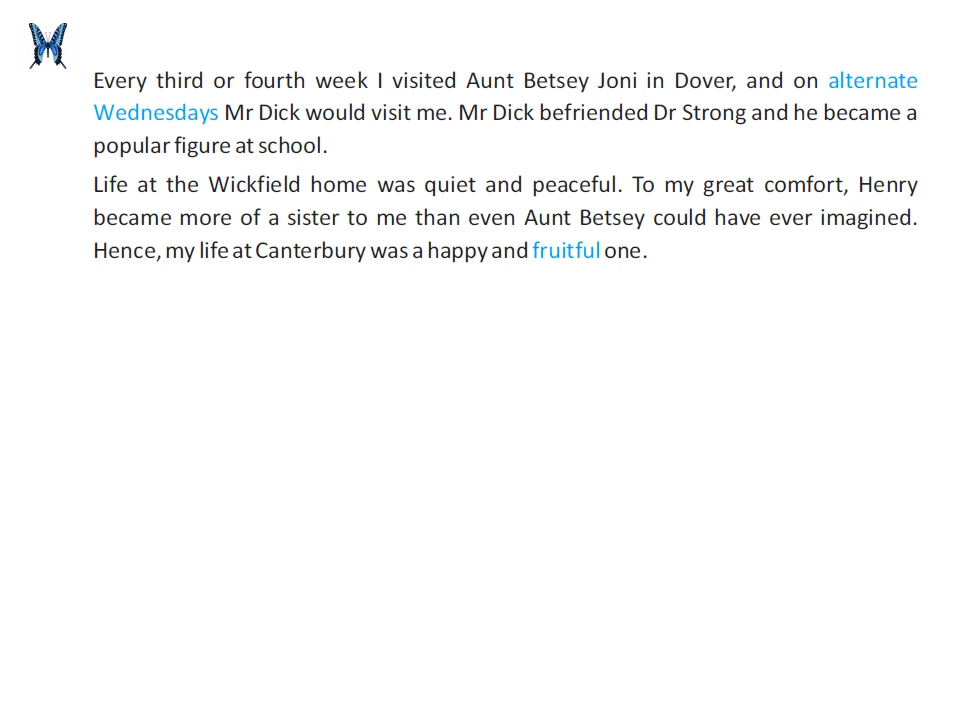 Every third or fourth week I visited Aunt Betsey Joni in Dover, and on alternate
Wednesdays Mr Dick would visit me. Mr Dick befriended Dr Strong and he became a
popular figure at school.
Life at the Wickfield home was quiet and peaceful. To my great comfort, Henry
became more of a sister to me than even Aunt Betsey could have ever imagined.
Hence, my life at Canterbury was a happy and fruitful one.